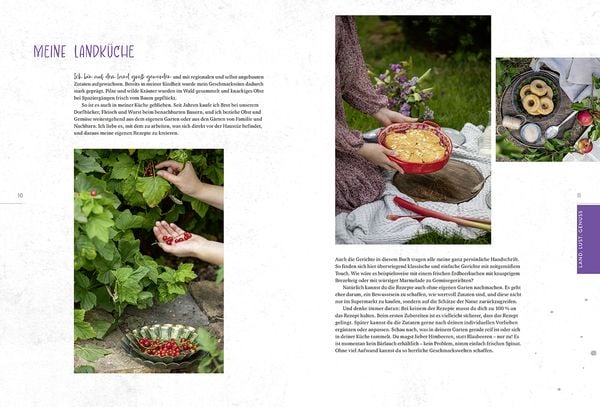 MEINE LANDKÜCHE
Ich bin auf dem Land groß geworden und mit regionalen und selbst angebauten
Zutaten aufgewachsen. Bereits in meiner Kindheit wurde mein Geschmackssinn dadurch
stark geprägt. Pilze und wilde Kräuter wurden im Wald gesammelt und knackiges Obst
bei Spaziergängen frisch vom Baum gepflückt.
So ist es auch in meiner Küche geblieben. Seit Jahren kaufe ich Brot bei unserem
Dorfbäcker, Fleisch und Wurst beim benachbarten Bauern, und ich beziehe Obst und
Gemüse weitestgehend aus dem eigenen Garten oder aus den Gärten von Familie und
Nachbarn. Ich liebe es, mit dem zu arbeiten, was sich direkt vor der Haustür befindet,
und daraus meine eigenen Rezepte zu kreieren.
10
11
LAND. LUST. GENUSS
Auch die Gerichte in diesem Buch tragen alle meine ganz persönliche Handschrift.
So finden sich hier überwiegend klassische und einfache Gerichte mit zeitgemäßem
Touch. Wie wäre es beispielsweise mit einem frischen Erdbeerkuchen mit knusprigem
Brezelteig oder mit würziger Marmelade zu Gemüsegerichten?
Natürlich kannst du die Rezepte auch ohne eigenen Garten nachmachen. Es geht
eher darum, ein Bewusstsein zu schaffen, wie wertvoll Zutaten sind, und diese nicht
nur im Supermarkt zu kaufen, sondern auf die Schätze der Natur zurückzugreifen.
Und denke immer daran: Bei keinem der Rezepte musst du dich zu 100 % an
das Rezept halten. Beim ersten Zubereiten ist es vielleicht sicherer, dass das Rezept
gelingt. Später kannst du die Zutaten gerne nach deinen individuellen Vorlieben
ergänzen oder anpassen. Schau nach, was in deinem Garten gerade reif ist oder sich
in deiner Küche tummelt. Du magst lieber Himbeeren, statt Blaubeeren – nur zu! Es
ist momentan kein Bärlauch erhältlich – kein Problem, nimm einfach frischen Spinat.
Ohne viel Aufwand kannst du so herrliche Geschmackswelten schaffen.